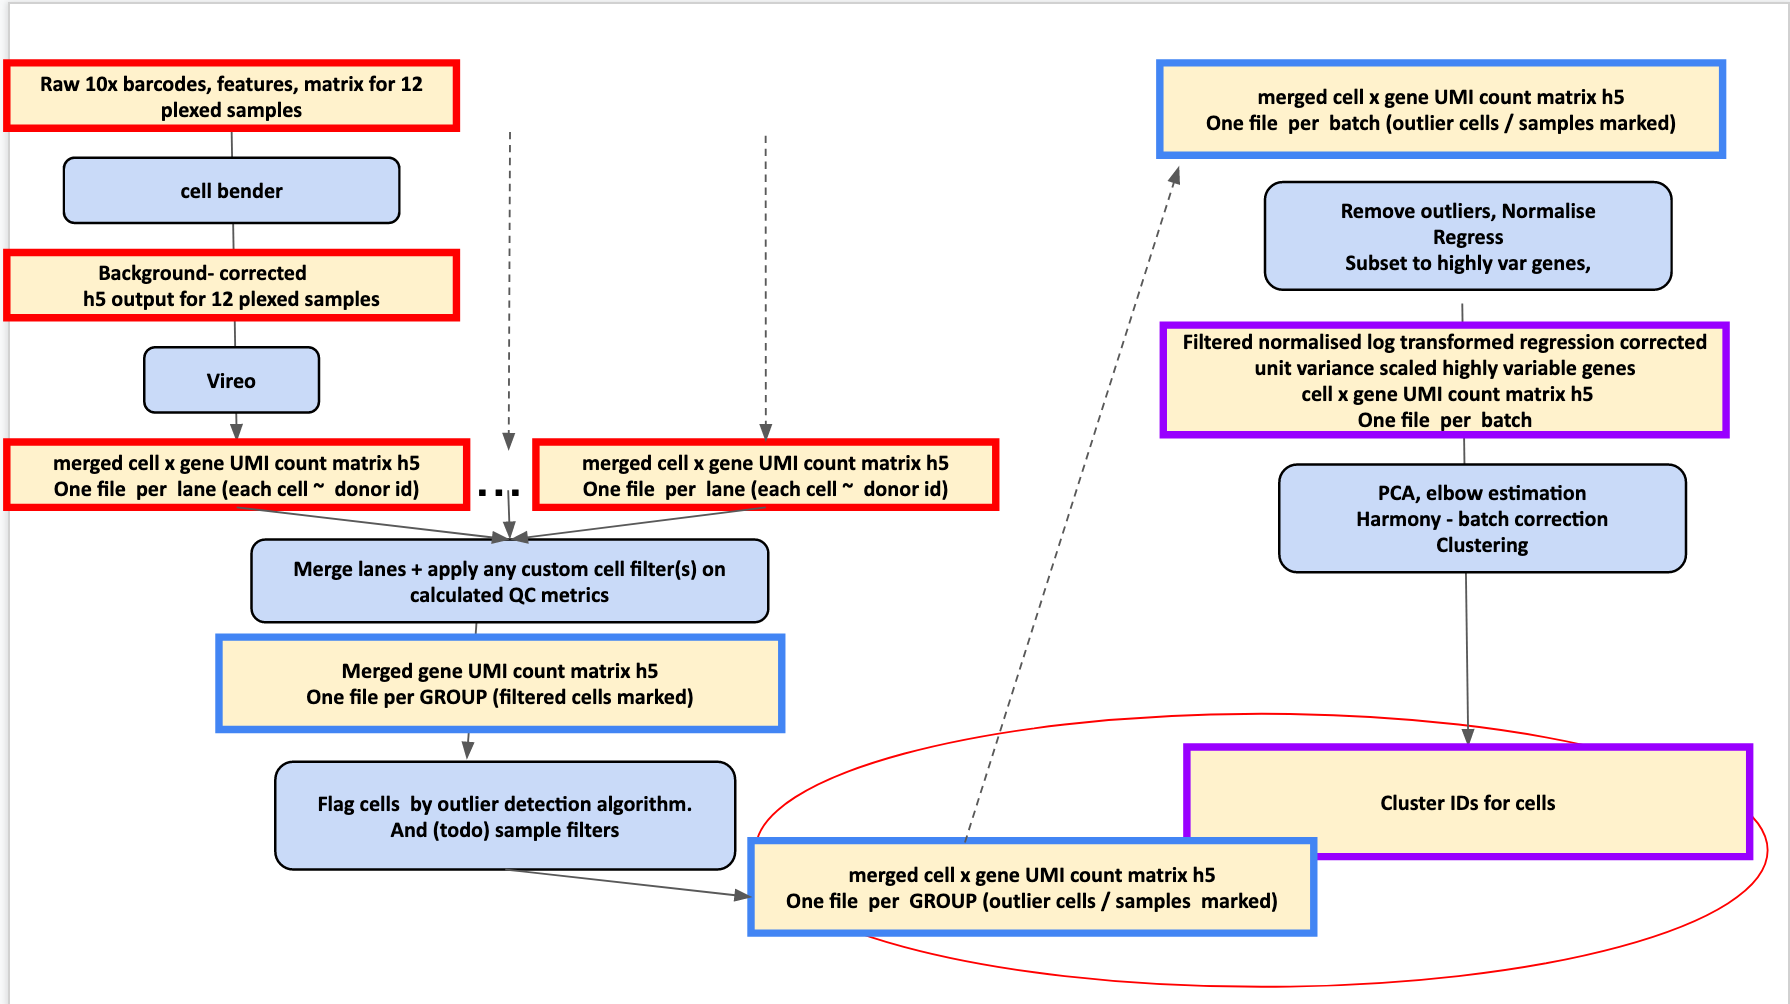 Raw 10x barcodes, features, matrix for 12
plexed samples
cell bender
Background- corrected
h5 output for 12 plexed samples
Vireo
merged cell x gene UMI count matrix h5
One file per lane (each cell ~ donor id)
...
merged cell x gene UMI count matrix h5
One file per lane (each cell ~ donor id)
Merge lanes + apply any custom cell filter(s) on
calculated QC metrics
Merged gene UMI count matrix h5
One file per GROUP (filtered cells marked)
Flag cells by outlier detection algorithm.
And (todo) sample filters
merged cell x gene UMI count matrix h5
One file per GROUP (outlier cells / samples marked)
merged cell x gene UMI count matrix h5
One file per batch (outlier cells / samples marked)
Remove outliers, Normalise
Regress
Subset to highly var genes,
Filtered normalised log transformed regression corrected
unit variance scaled highly variable genes
cell x gene UMI count matrix h5
One file per batch
PCA, elbow estimation
Harmony - batch correction
Clustering
Cluster IDs for cells